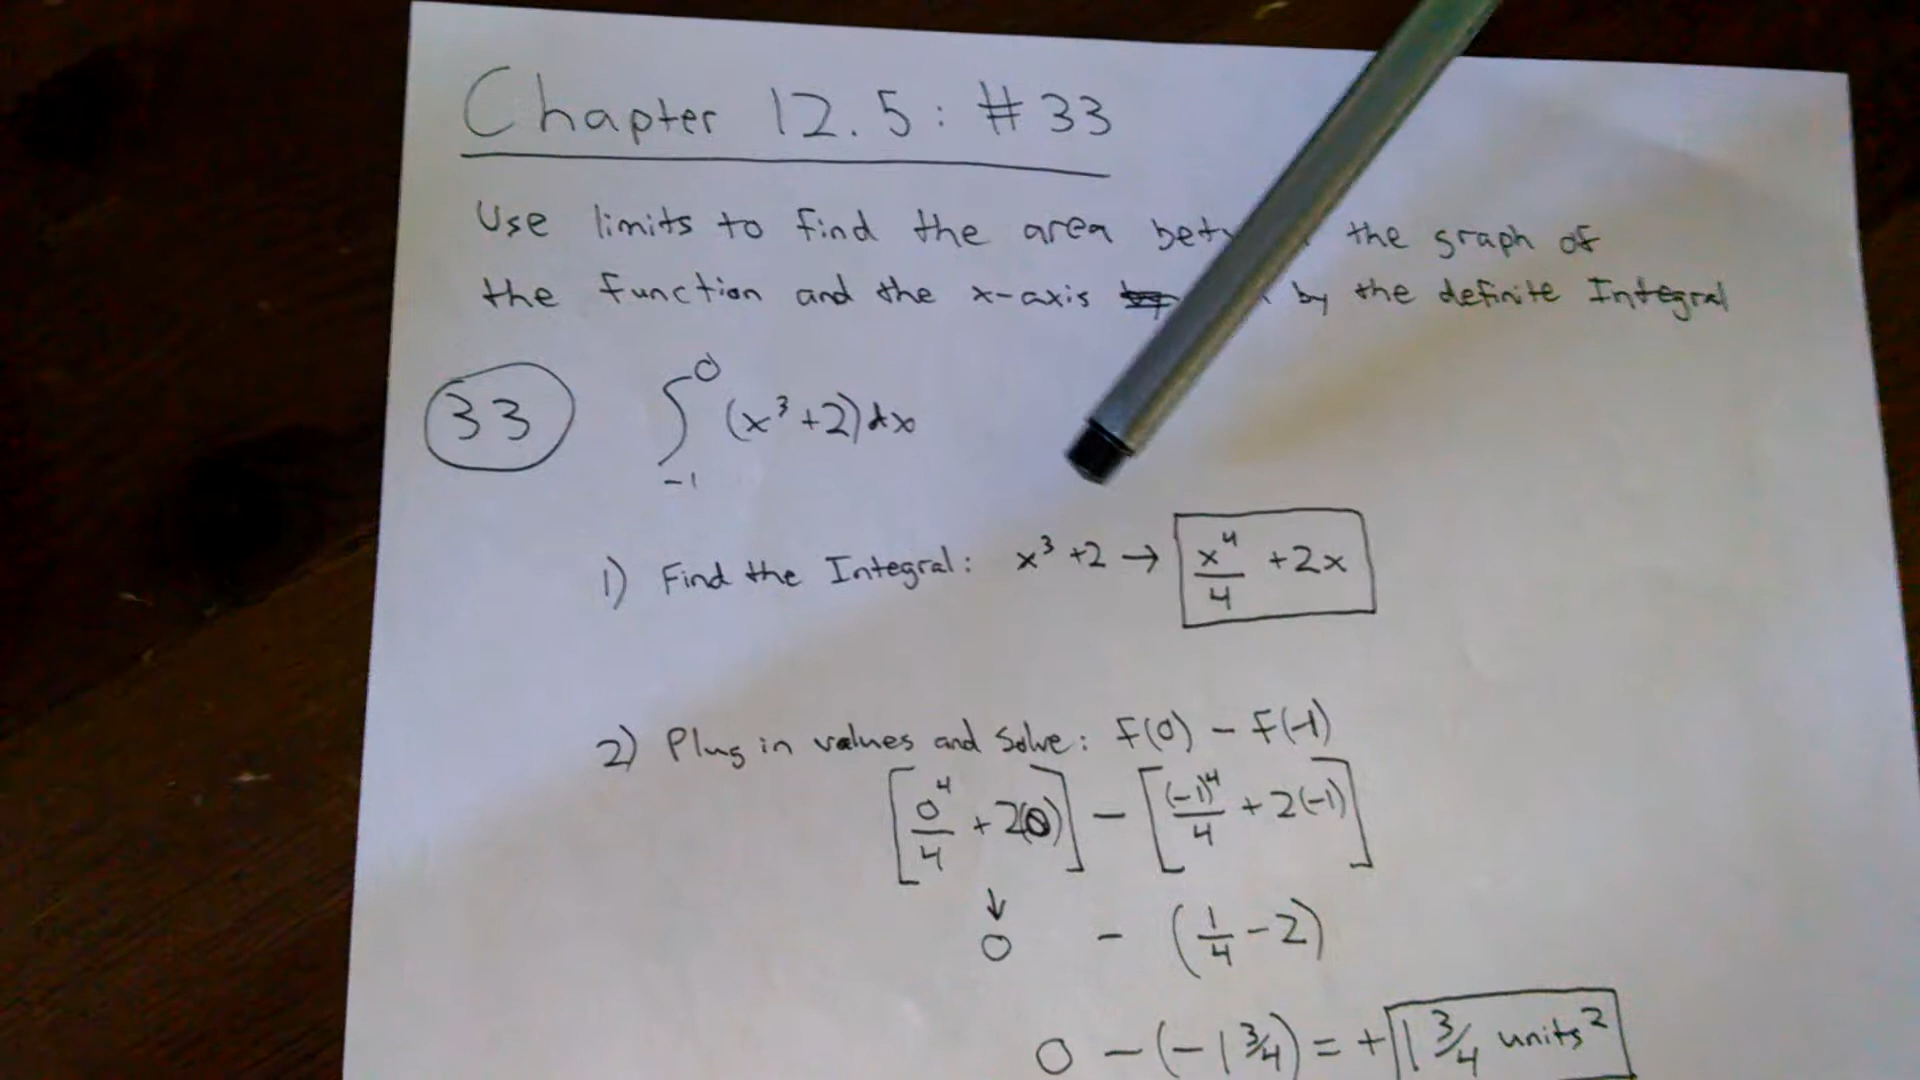 Chapter 12.5: #33
Use limits to find the area the graph of
the function and the x-axis by the definite Integral
33 ∫₋₁⁰ (x³+2)dx
1) Find the Integral: x³+2 → x⁴/4 +2x
2) Plug in values and Solve: F(0) - F(-1)
[0⁴/4 + 2(0)] - [(-1)⁴/4 + 2(-1)]
↓
0 - (1/4 - 2)
0 - (-1 3/4) = + 1 3/4 units²